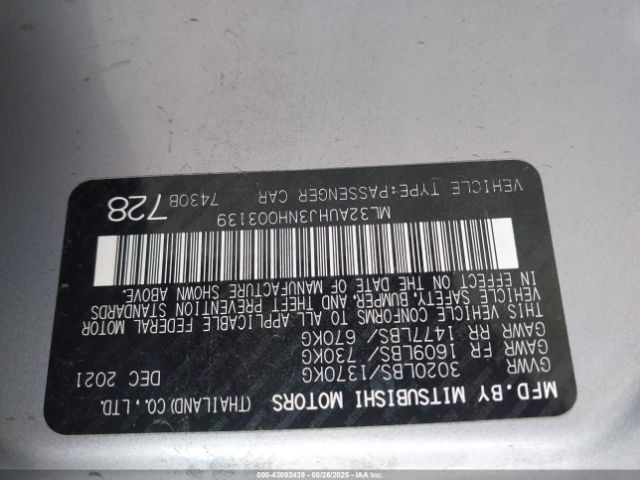 MFD.BY MITSUBISHI MOTORS
(THAILAND) CO., LTD.
GVWR 3020LBS/1370KG DEC 2021
GAWR FR 1609LBS/ 730KG
GAWR RR 1477LBS/ 670KG
THIS VEHICLE CONFORMS TO ALL APPLICABLE FEDERAL MOTOR
VEHICLE SAFETY, BUMPER, AND THEFT PREVENTION STANDARDS
IN EFFECT ON THE DATE OF MANUFACTURE SHOWN ABOVE.
ML32AUHJ3NH003139
VEHICLE TYPE:PASSENGER CAR 7430B 728
000-43092439 - 08/26/2025 - IAAI.COM